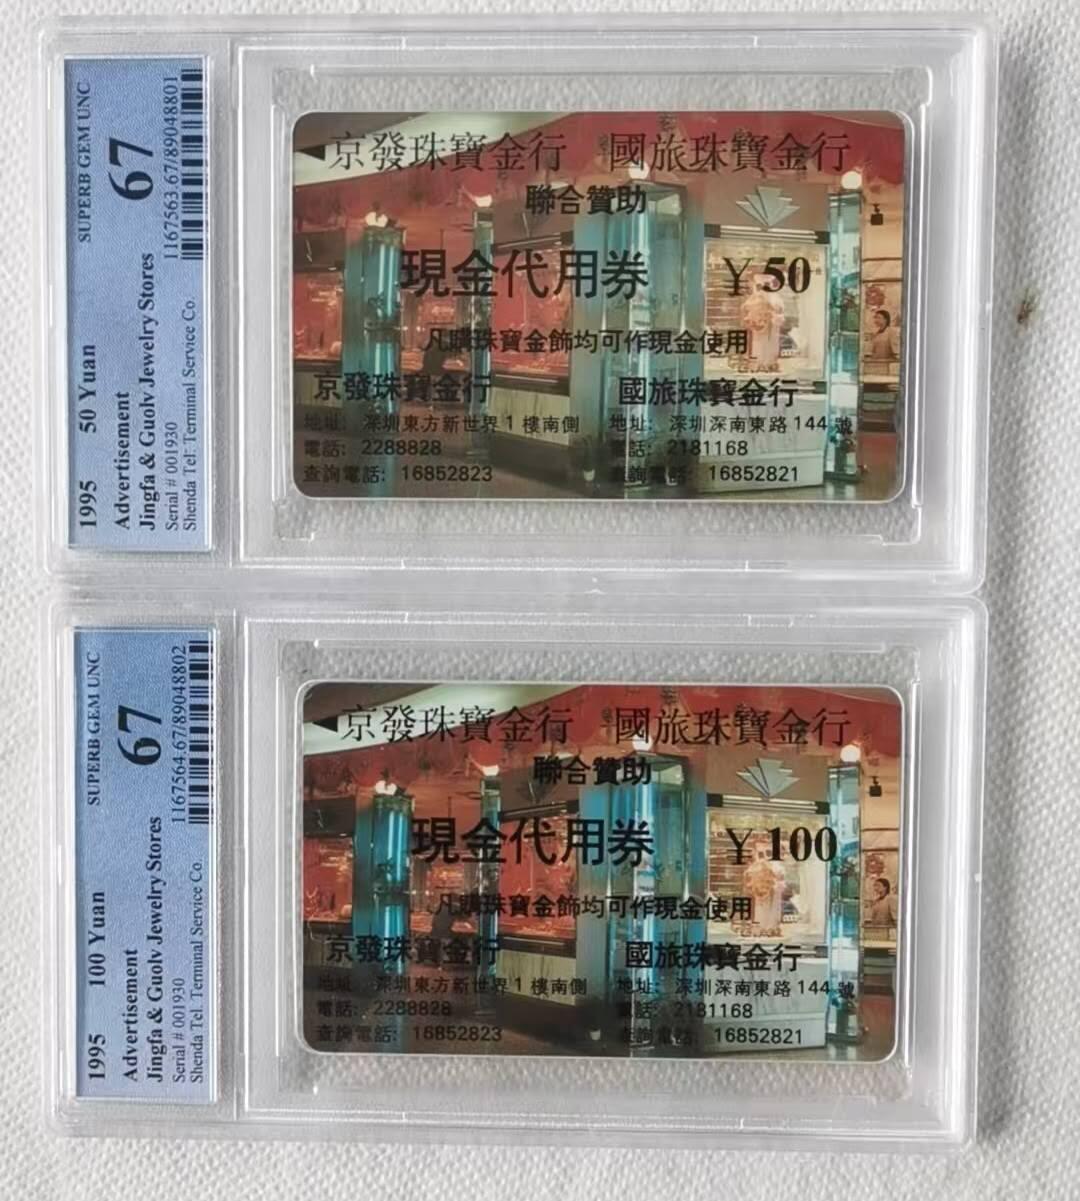 1995 50 Yuan SUPERB GEM UNC
Advertisement 67
Jingfa & Guolv Jewelry Stores
Serial # 001930 1167563.67/89048801
Shenda Tel. Terminal Service Co.
京發珠寶金行 國旅珠寶金行
聯合贊助
現金代用券 ￥50
凡購珠寶金飾均可作現金使用
京發珠寶金行 國旅珠寶金行
地址: 深圳東方新世界1樓南側 地址: 深圳深南東路144號
電話: 2288828 電話: 2181168
查詢電話: 16852823 查詢電話: 16852821
1995 100 Yuan SUPERB GEM UNC
Advertisement 67
Jingfa & Guolv Jewelry Stores
Serial # 001930 1167564.67/89048802
Shenda Tel. Terminal Service Co.
京發珠寶金行 國旅珠寶金行
聯合贊助
現金代用券 ￥100
凡購珠寶金飾均可作現金使用
京發珠寶金行 國旅珠寶金行
地址: 深圳東方新世界1樓南側 地址: 深圳深南東路144號
電話: 2288828 電話: 2181168
查詢電話: 16852823 查詢電話: 16852821